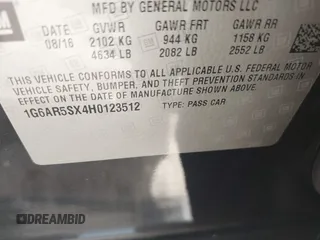 GM
MFD BY GENERAL MOTORS LLC
08/16 GVWR GAWR FRT GAWR RR
2102 KG 944 KG 1158 KG
4634 LB 2082 LB 2552 LB
THIS VEHICLE CONFORMS TO ALL APPLICABLE U.S. FEDERAL MOTOR
VEHICLE SAFETY, BUMPER, AND THEFT PREVENTION STANDARDS
IN EFFECT ON THE DATE OF MANUFACTURE SHOWN ABOVE.
1G6AR5SX4H0123512 TYPE: PASS CAR
DREAMBID